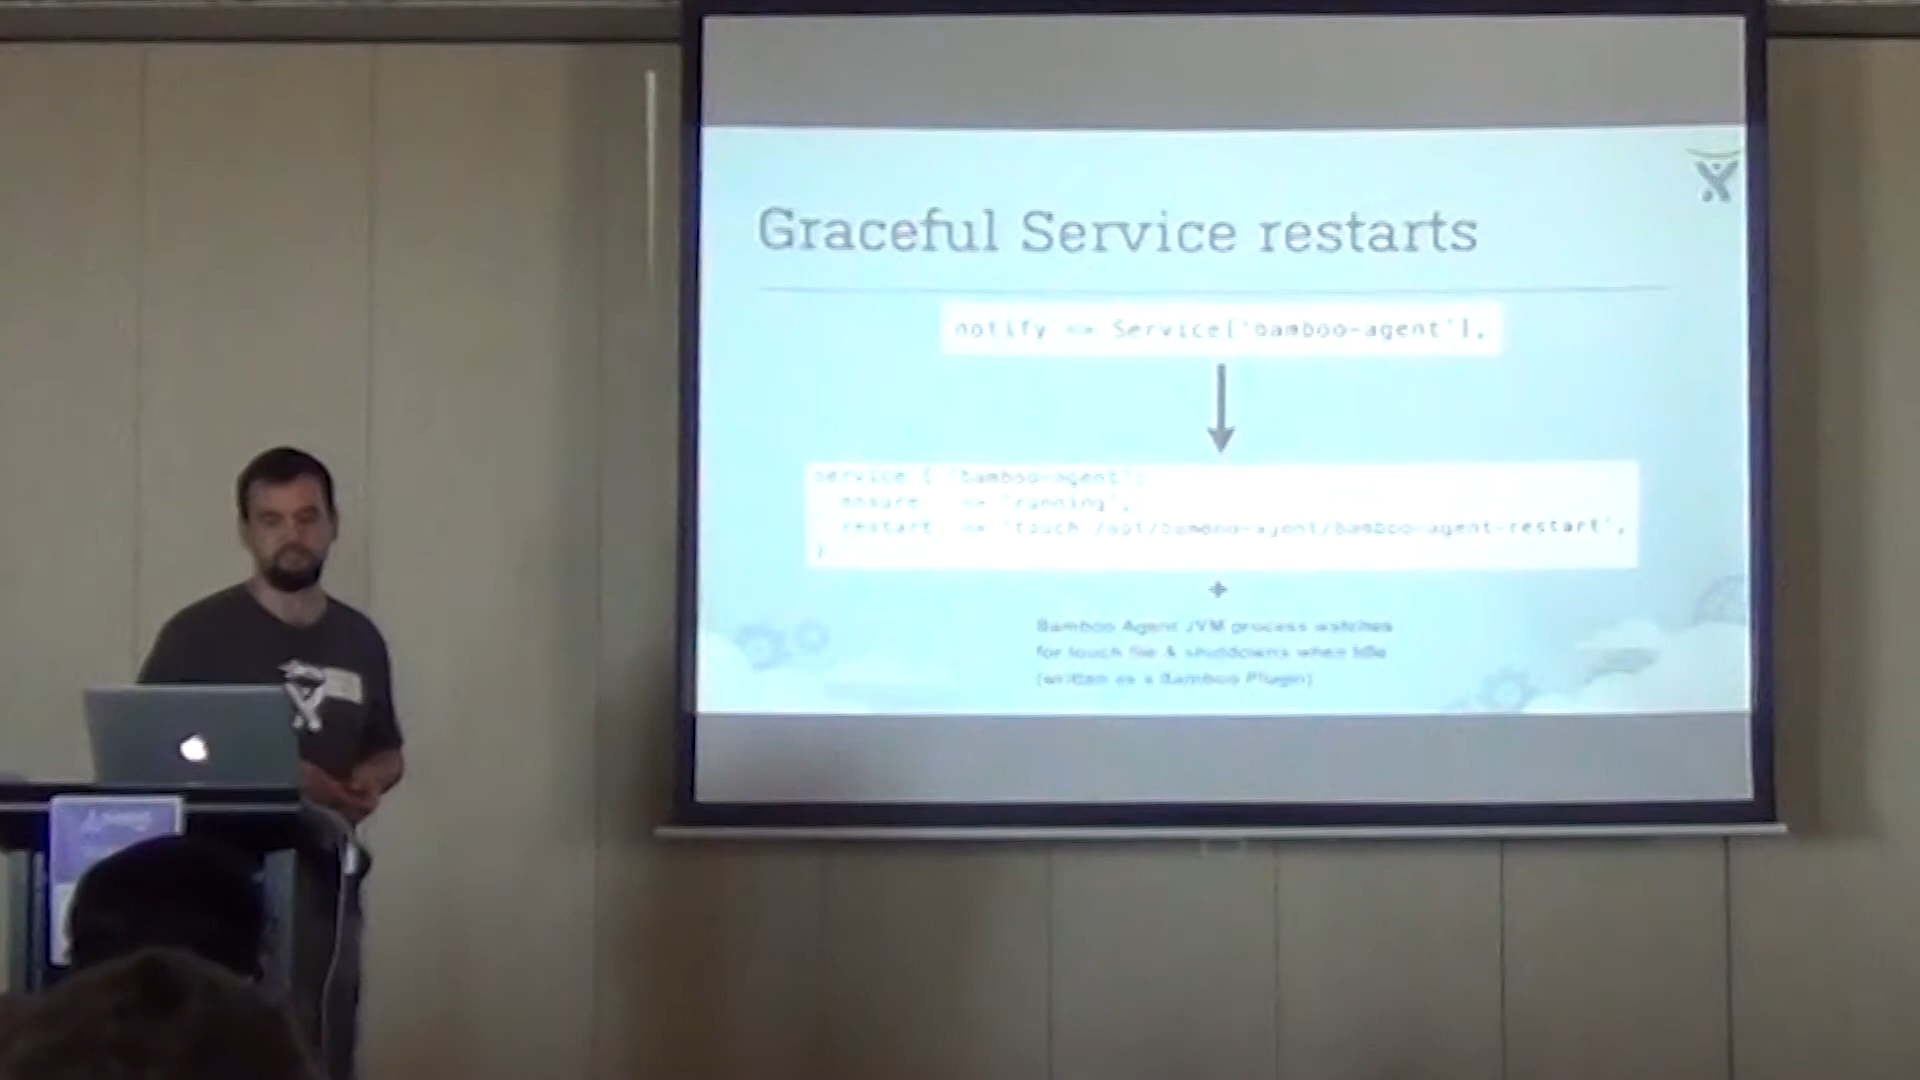 Graceful Service restarts
notify => Service['bamboo-agent'],
service { 'bamboo-agent':
ensure => 'running',
restart => 'touch /opt/bamboo-agent/bamboo-agent-restart',
}
+
Bamboo Agent JVM process watches
for touch file & shutdowns when idle
(written as a Bamboo Plugin)